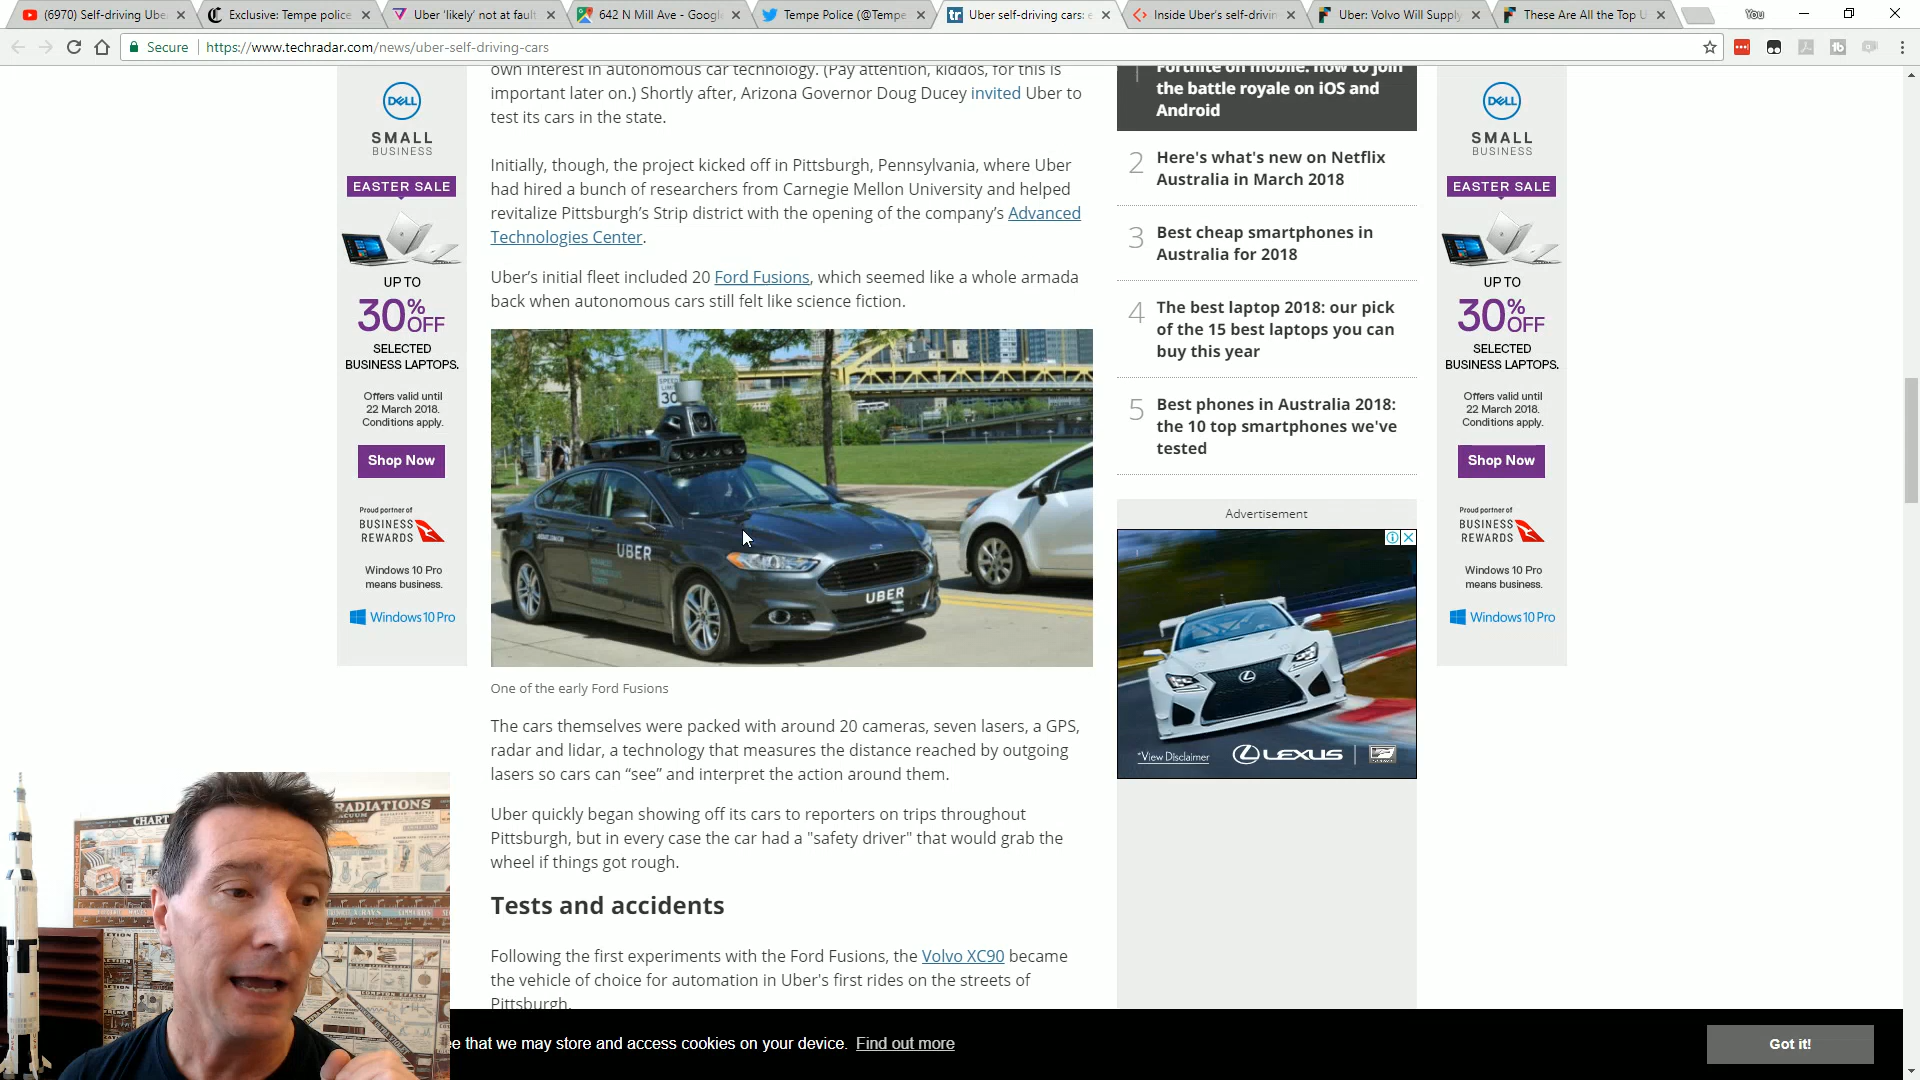 (6970) Self-driving Ube
Exclusive: Tempe police
Uber 'likely' not at fault
642 N Mill Ave - Googl
Tempe Police (@Tempe
Uber self-driving cars: e
Inside Uber's self-drivin
Uber: Volvo Will Supply
These Are All the Top U
You
Secure
https://www.techradar.com/news/uber-self-driving-cars
own interest in autonomous car technology. (Pay attention, kiddos, for this is
important later on.) Shortly after, Arizona Governor Doug Ducey invited Uber to
test its cars in the state.
Initially, though, the project kicked off in Pittsburgh, Pennsylvania, where Uber
had hired a bunch of researchers from Carnegie Mellon University and helped
revitalize Pittsburgh's Strip district with the opening of the company's Advanced
Technologies Center.
Uber's initial fleet included 20 Ford Fusions, which seemed like a whole armada
back when autonomous cars still felt like science fiction.
SPEED
LIMIT
30
UBER
UBER
One of the early Ford Fusions
The cars themselves were packed with around 20 cameras, seven lasers, a GPS,
radar and lidar, a technology that measures the distance reached by outgoing
lasers so cars can “see” and interpret the action around them.
Uber quickly began showing off its cars to reporters on trips throughout
Pittsburgh, but in every case the car had a "safety driver" that would grab the
wheel if things got rough.
Tests and accidents
Following the first experiments with the Ford Fusions, the Volvo XC90 became
the vehicle of choice for automation in Uber's first rides on the streets of
Pittsburgh.
DELL
SMALL
BUSINESS
EASTER SALE
UP TO
30% OFF
SELECTED
BUSINESS LAPTOPS.
Offers valid until
22 March 2018.
Conditions apply.
Shop Now
Proud partner of
BUSINESS
REWARDS
Windows 10 Pro
means business.
Windows 10 Pro
1
Fortnite on mobile: how to join
the battle royale on iOS and
Android
2
Here's what's new on Netflix
Australia in March 2018
3
Best cheap smartphones in
Australia for 2018
4
The best laptop 2018: our pick
of the 15 best laptops you can
buy this year
5
Best phones in Australia 2018:
the 10 top smartphones we've
tested
Advertisement
*View Disclaimer
LEXUS
DELL
SMALL
BUSINESS
EASTER SALE
UP TO
30% OFF
SELECTED
BUSINESS LAPTOPS.
Offers valid until
22 March 2018.
Conditions apply.
Shop Now
Proud partner of
BUSINESS
REWARDS
Windows 10 Pro
means business.
Windows 10 Pro
CHART
RADIATIONS
ee that we may store and access cookies on your device. Find out more
Got it!